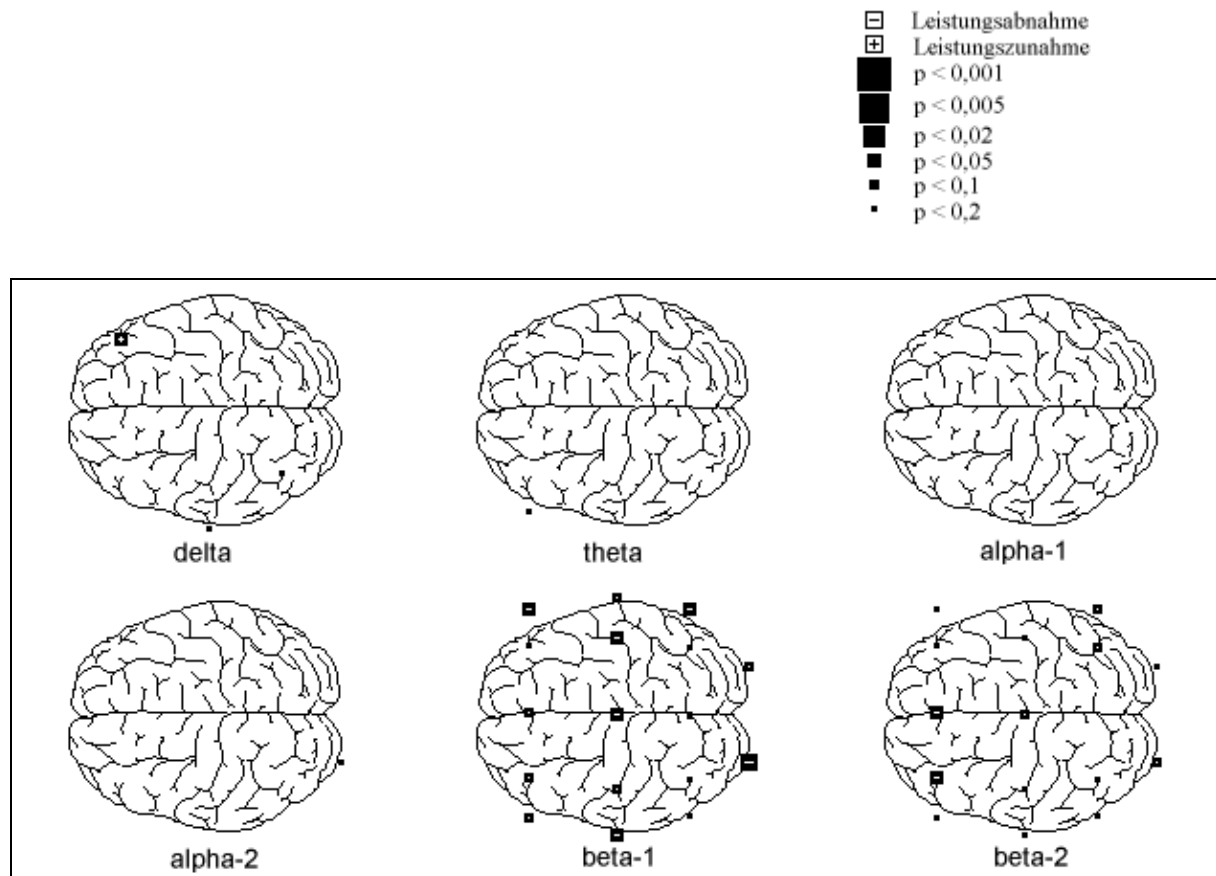 Leistungsabnahme
Leistungszunahme
p < 0,001
p < 0,005
p < 0,02
p < 0,05
p < 0,1
p < 0,2
delta
theta
alpha-1
alpha-2
beta-1
beta-2